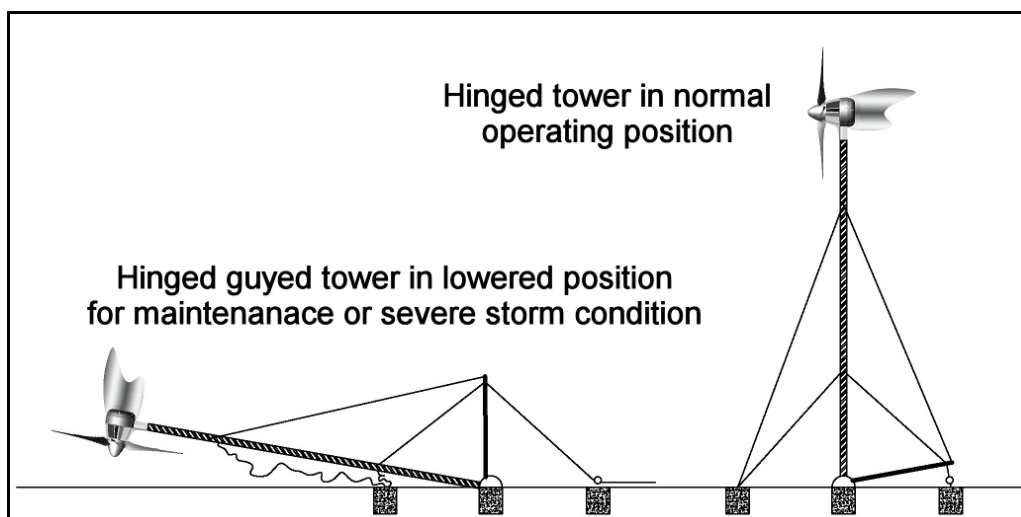 Hinged tower in normal
operating position
Hinged guyed tower in lowered position
for maintenanace or severe storm condition